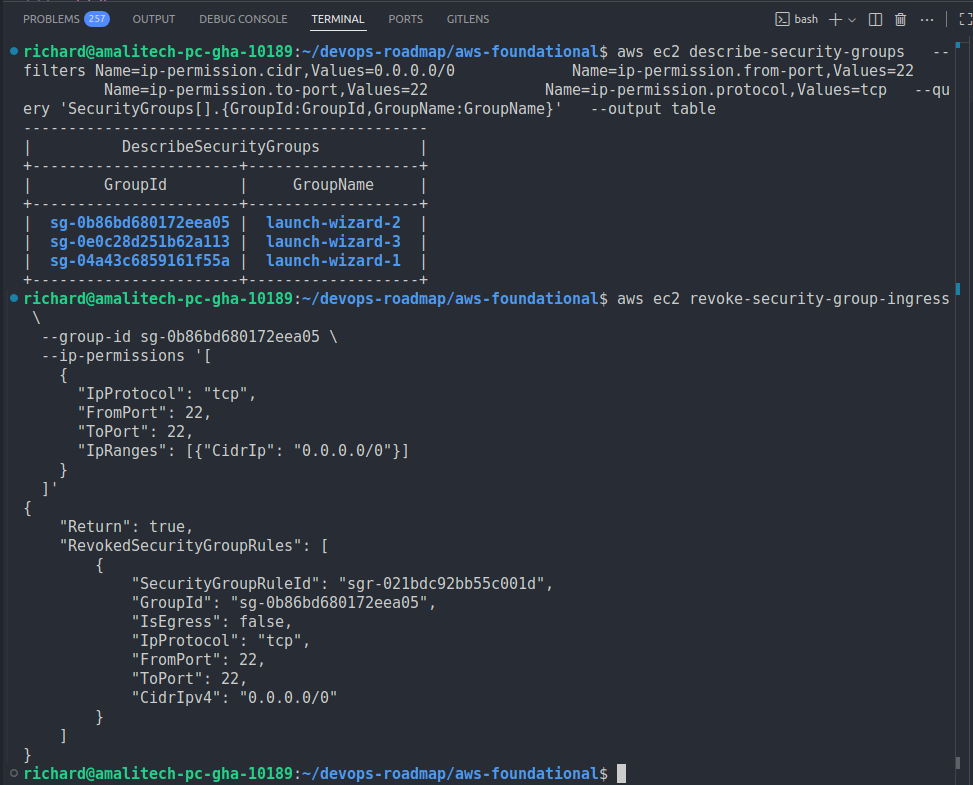 PROBLEMS 257 OUTPUT DEBUG CONSOLE TERMINAL PORTS GITLENS bash
richard@amalitech-pc-gha-10189:~/devops-roadmap/aws-foundational$ aws ec2 describe-security-groups   --
filters Name=ip-permission.cidr,Values=0.0.0.0/0             Name=ip-permission.from-port,Values=22
         Name=ip-permission.to-port,Values=22             Name=ip-permission.protocol,Values=tcp   --qu
ery 'SecurityGroups[].{GroupId:GroupId,GroupName:GroupName}'   --output table
---------------------------------------------
|          DescribeSecurityGroups           |
+-----------------------+-------------------+
|        GroupId        |     GroupName     |
+-----------------------+-------------------+
|  sg-0b86bd680172eea05 |  launch-wizard-2  |
|  sg-0e0c28d251b62a113 |  launch-wizard-3  |
|  sg-04a43c6859161f55a |  launch-wizard-1  |
+-----------------------+-------------------+
richard@amalitech-pc-gha-10189:~/devops-roadmap/aws-foundational$ aws ec2 revoke-security-group-ingress
 \
  --group-id sg-0b86bd680172eea05 \
  --ip-permissions '[
    {
      "IpProtocol": "tcp",
      "FromPort": 22,
      "ToPort": 22,
      "IpRanges": [{"CidrIp": "0.0.0.0/0"}]
    }
  ]'
{
    "Return": true,
    "RevokedSecurityGroupRules": [
        {
            "SecurityGroupRuleId": "sgr-021bdc92bb55c001d",
            "GroupId": "sg-0b86bd680172eea05",
            "IsEgress": false,
            "IpProtocol": "tcp",
            "FromPort": 22,
            "ToPort": 22,
            "CidrIpv4": "0.0.0.0/0"
        }
    ]
}
richard@amalitech-pc-gha-10189:~/devops-roadmap/aws-foundational$